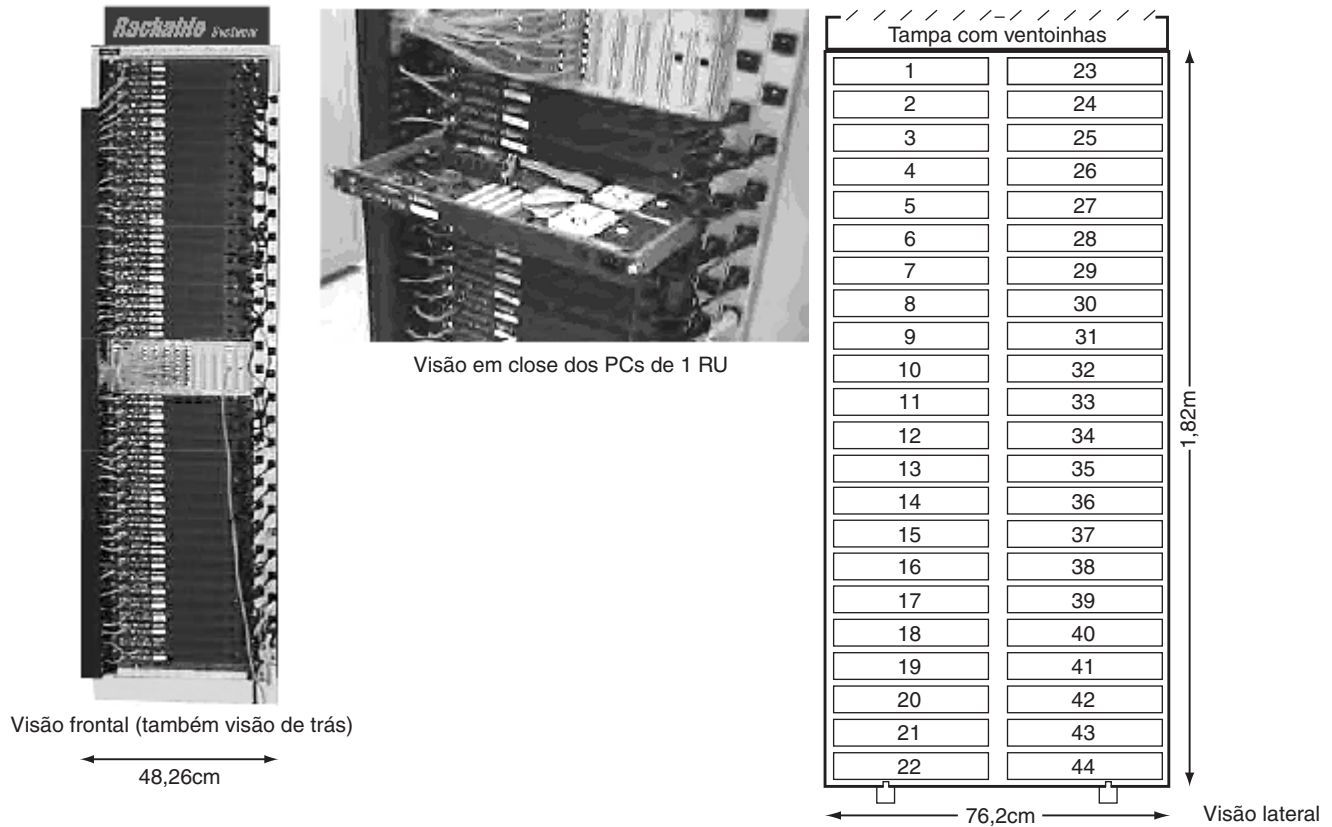 Rackable Systems
Visão frontal (também visão de trás)
48,26cm
Visão em close dos PCs de 1 RU
Tampa com ventoinhas
1 23
2 24
3 25
4 26
5 27
6 28
7 29
8 30
9 31
10 32
11 33
12 34
13 35
14 36
15 37
16 38
17 39
18 40
19 41
20 42
21 43
22 44
1,82m
76,2cm
Visão lateral